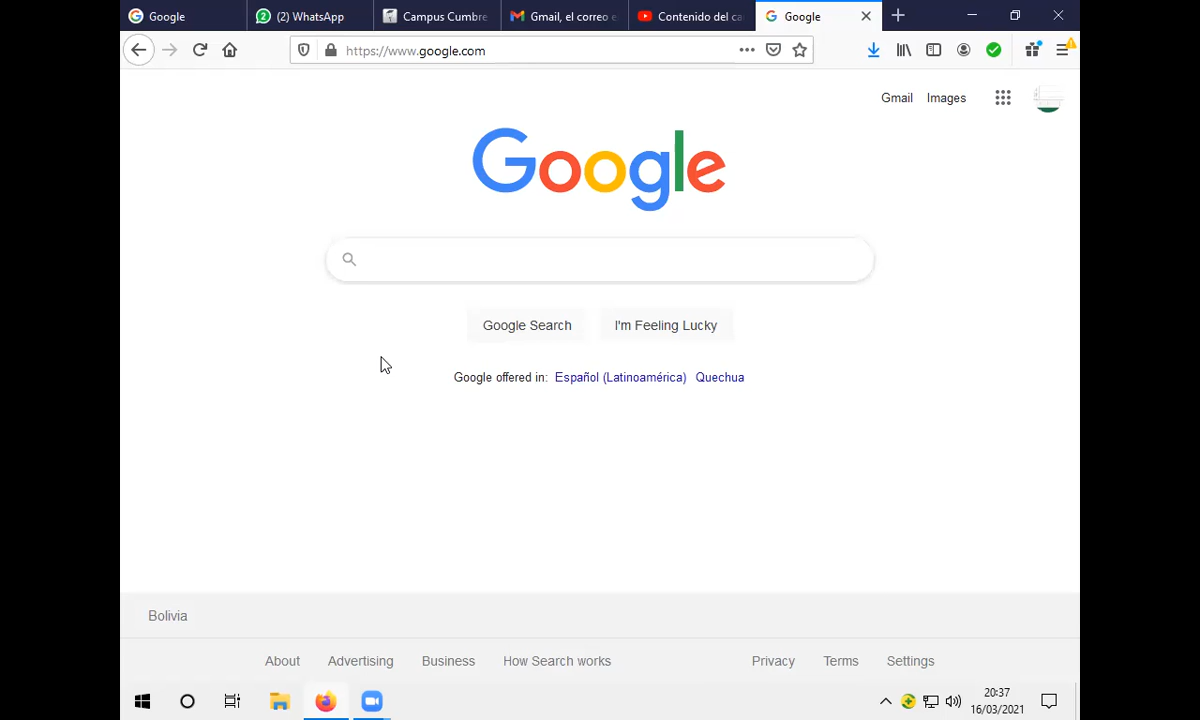 Google
(2) WhatsApp
Campus Cumbre
Gmail, el correo e
Contenido del ca
Google
https://www.google.com
Gmail Images
Google
Google Search I'm Feeling Lucky
Google offered in: Español (Latinoamérica) Quechua
Bolivia
About Advertising Business How Search works Privacy Terms Settings
20:37
16/03/2021